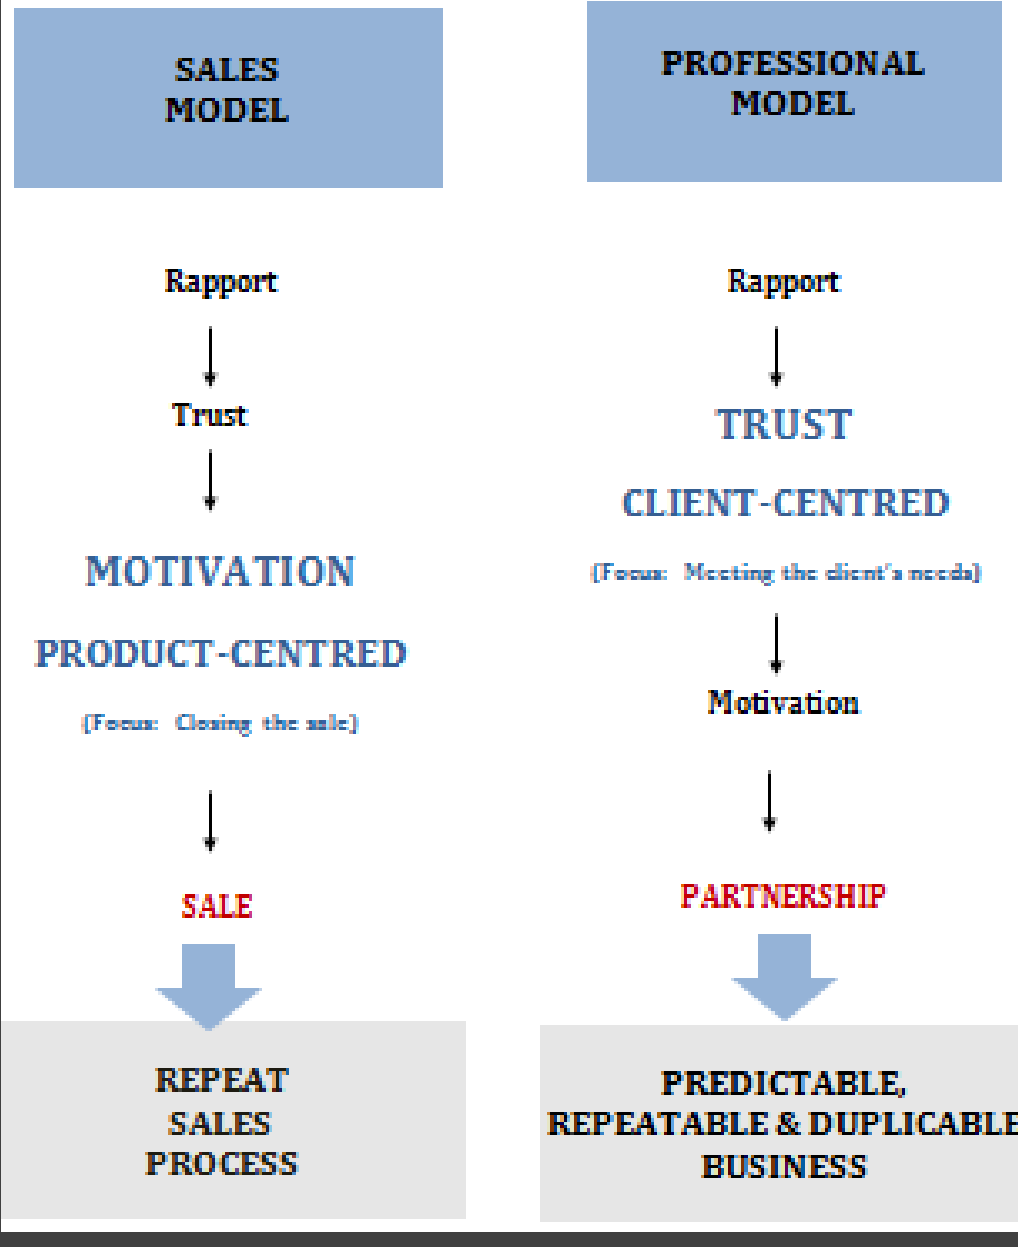 SALES
MODEL
Rapport
Trust
MOTIVATION
PRODUCT-CENTRED
(Focus: Closing the sale)
SALE
REPEAT
SALES
PROCESS
PROFESSIONAL
MODEL
Rapport
TRUST
CLIENT-CENTRED
(Focus: Meeting the client's needs)
Motivation
PARTNERSHIP
PREDICTABLE,
REPEATABLE & DUPLICABLE
BUSINESS